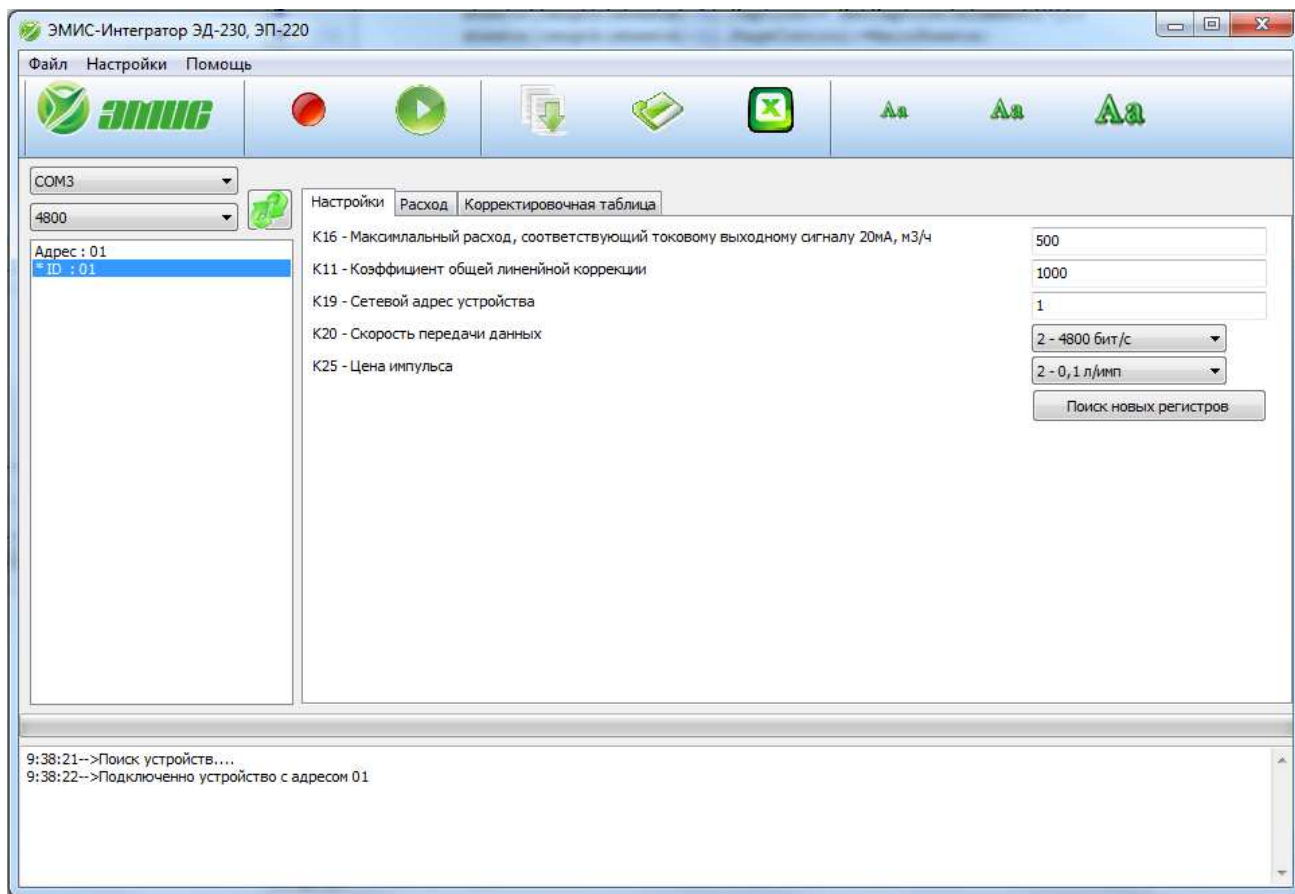 ЭМИС-Интегратор ЭД-230, ЭП-220
Файл Настройки Помощь
ЭМИС
Aa Aa Aa
COM3
4800
Адрес : 01
* ID : 01
Настройки Расход Корректировочная таблица
K16 - Максимлальный расход, соответствующий токовому выходному сигналу 20мА, м3/ч 500
K11 - Коэффициент общей линенйной коррекции 1000
K19 - Сетевой адрес устройства 1
K20 - Скорость передачи данных 2 - 4800 бит/с
K25 - Цена импульса 2 - 0,1 л/имп
Поиск новых регистров
9:38:21-->Поиск устройств....
9:38:22-->Подключенно устройство с адресом 01